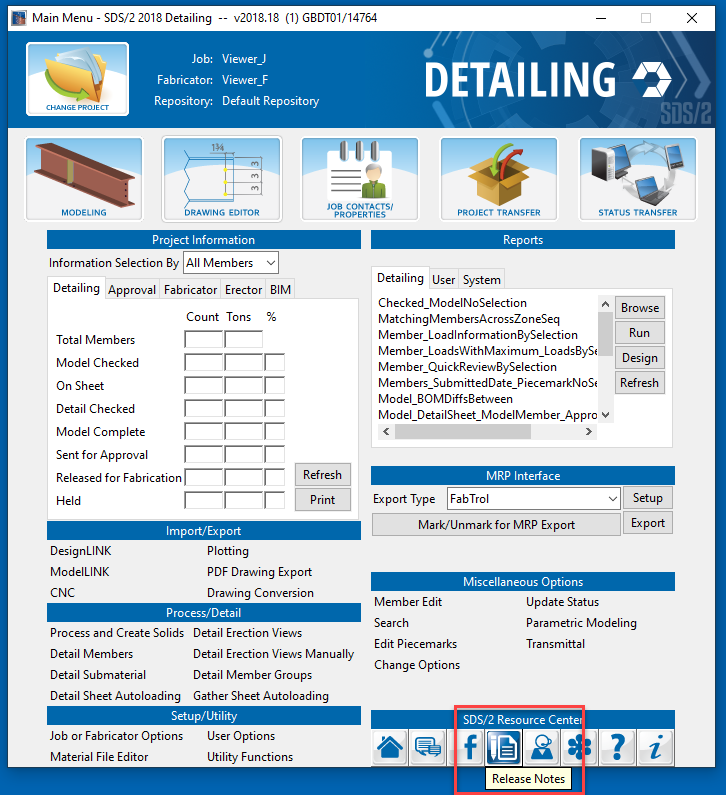 Main Menu - SDS/2 2018 Detailing -- v2018.18 (1) GBDT01/14764
CHANGE PROJECT
Job: Viewer_J
Fabricator: Viewer_F
Repository: Default Repository
DETAILING
SDS/2
MODELING
1¾
3
3
3
DRAWING EDITOR
JOB CONTACTS/
PROPERTIES
PROJECT TRANSFER
STATUS TRANSFER
Project Information
Information Selection By All Members
Detailing Approval Fabricator Erector BIM
Count Tons %
Total Members
Model Checked
On Sheet
Detail Checked
Model Complete
Sent for Approval
Released for Fabrication
Held
Refresh
Print
Import/Export
DesignLINK Plotting
ModelLINK PDF Drawing Export
CNC Drawing Conversion
Process/Detail
Process and Create Solids Detail Erection Views
Detail Members Detail Erection Views Manually
Detail Submaterial Detail Member Groups
Detail Sheet Autoloading Gather Sheet Autoloading
Setup/Utility
Job or Fabricator Options User Options
Material File Editor Utility Functions
Reports
Detailing User System
Checked_ModelNoSelection
MatchingMembersAcrossZoneSeq
Member_LoadInformationBySelection
Member_LoadsWithMaximum_LoadsBySe
Member_QuickReviewBySelection
Members_SubmittedDate_PiecemarkNoSe
Model_BOMDiffsBetween
Model_DetailSheet_ModelMember_Appro
Browse
Run
Design
Refresh
MRP Interface
Export Type FabTrol Setup
Mark/Unmark for MRP Export Export
Miscellaneous Options
Member Edit Update Status
Search Parametric Modeling
Edit Piecemarks Transmittal
Change Options
SDS/2 Resource Center
f ? i
Release Notes